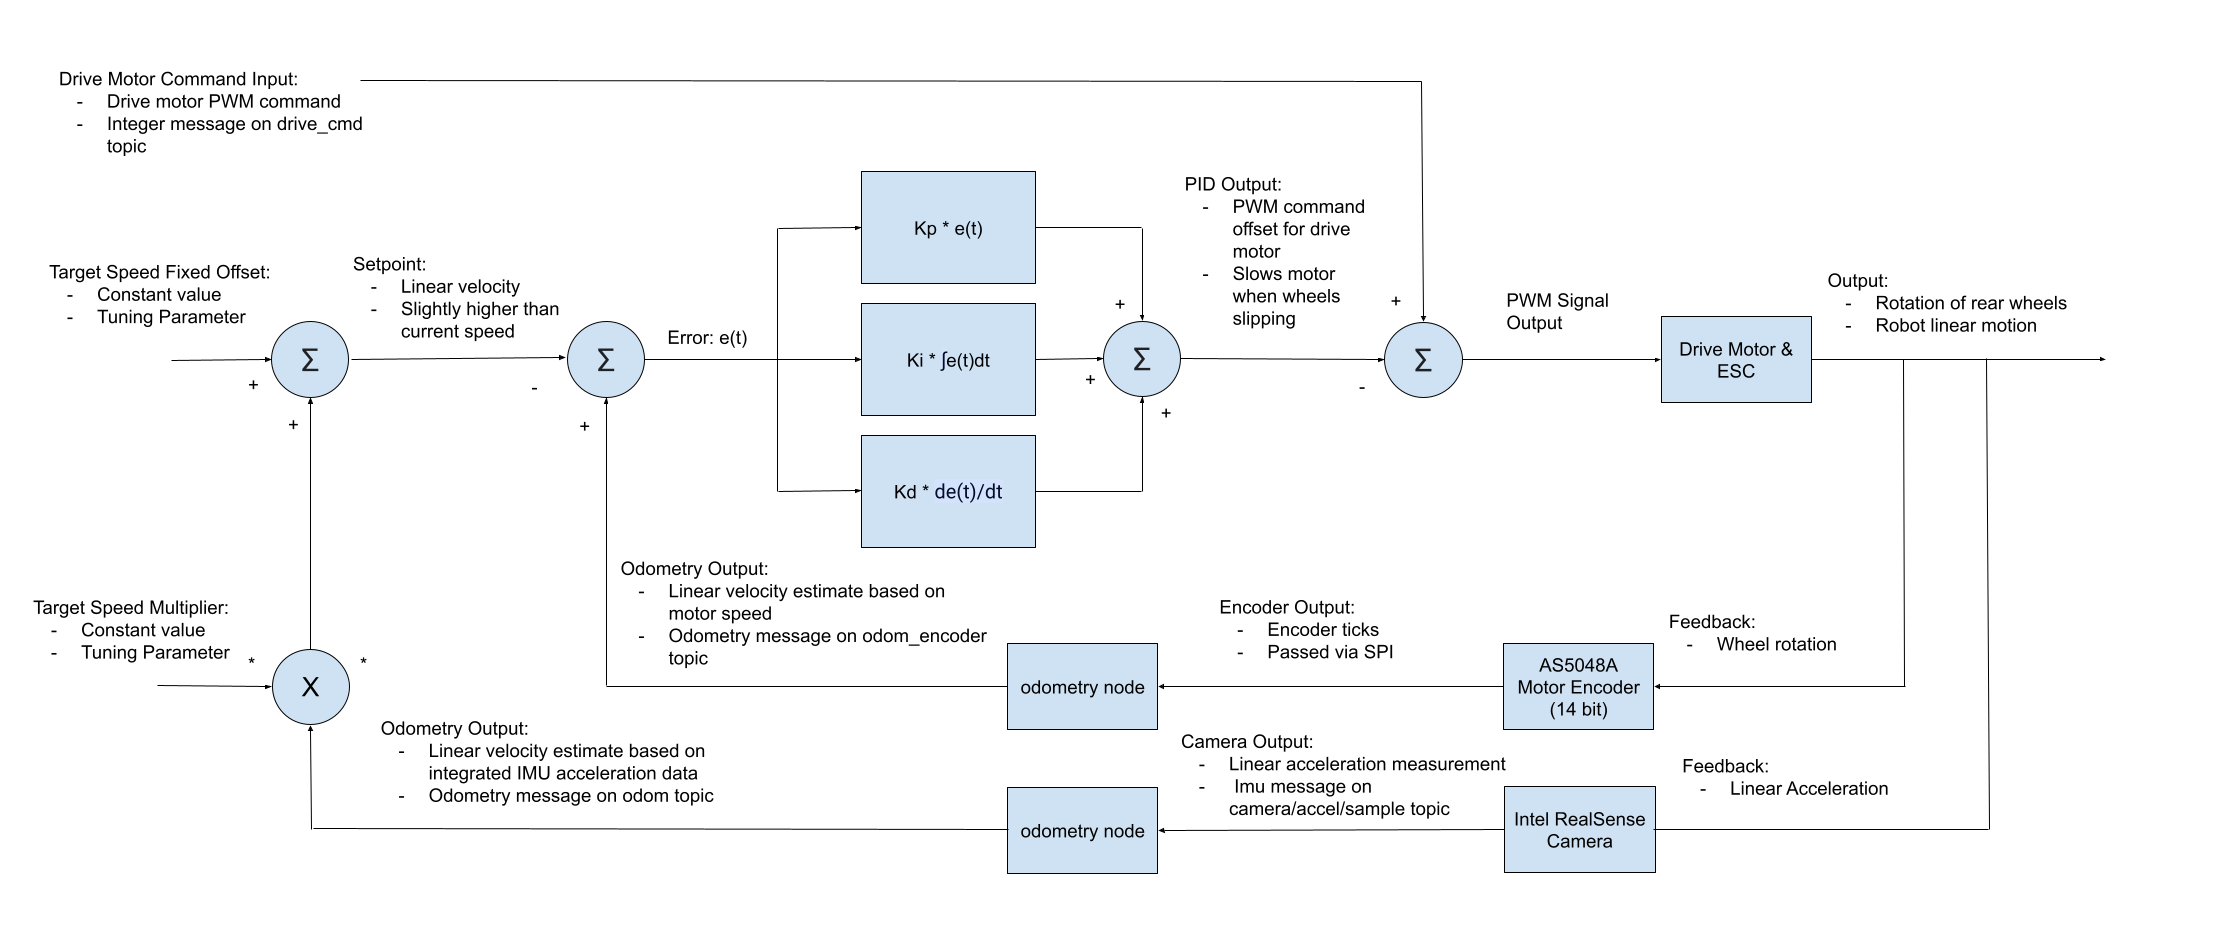 Drive Motor Command Input:
- Drive motor PWM command
- Integer message on drive_cmd
topic
Target Speed Fixed Offset:
- Constant value
- Tuning Parameter
Σ
+
+
Setpoint:
- Linear velocity
- Slightly higher than
current speed
Σ
-
+
Error: e(t)
Kp * e(t)
Ki * ∫e(t)dt
Kd * de(t)/dt
+
Σ
+
+
PID Output:
- PWM command
offset for drive
motor
- Slows motor
when wheels
slipping
+
Σ
-
PWM Signal
Output
Drive Motor &
ESC
Output:
- Rotation of rear wheels
- Robot linear motion
Target Speed Multiplier:
- Constant value
- Tuning Parameter
*
*
X
Odometry Output:
- Linear velocity estimate based on
motor speed
- Odometry message on odom_encoder
topic
odometry node
Encoder Output:
- Encoder ticks
- Passed via SPI
AS5048A
Motor Encoder
(14 bit)
Feedback:
- Wheel rotation
Odometry Output:
- Linear velocity estimate based on
integrated IMU acceleration data
- Odometry message on odom topic
odometry node
Camera Output:
- Linear acceleration measurement
- Imu message on
camera/accel/sample topic
Intel RealSense
Camera
Feedback:
- Linear Acceleration